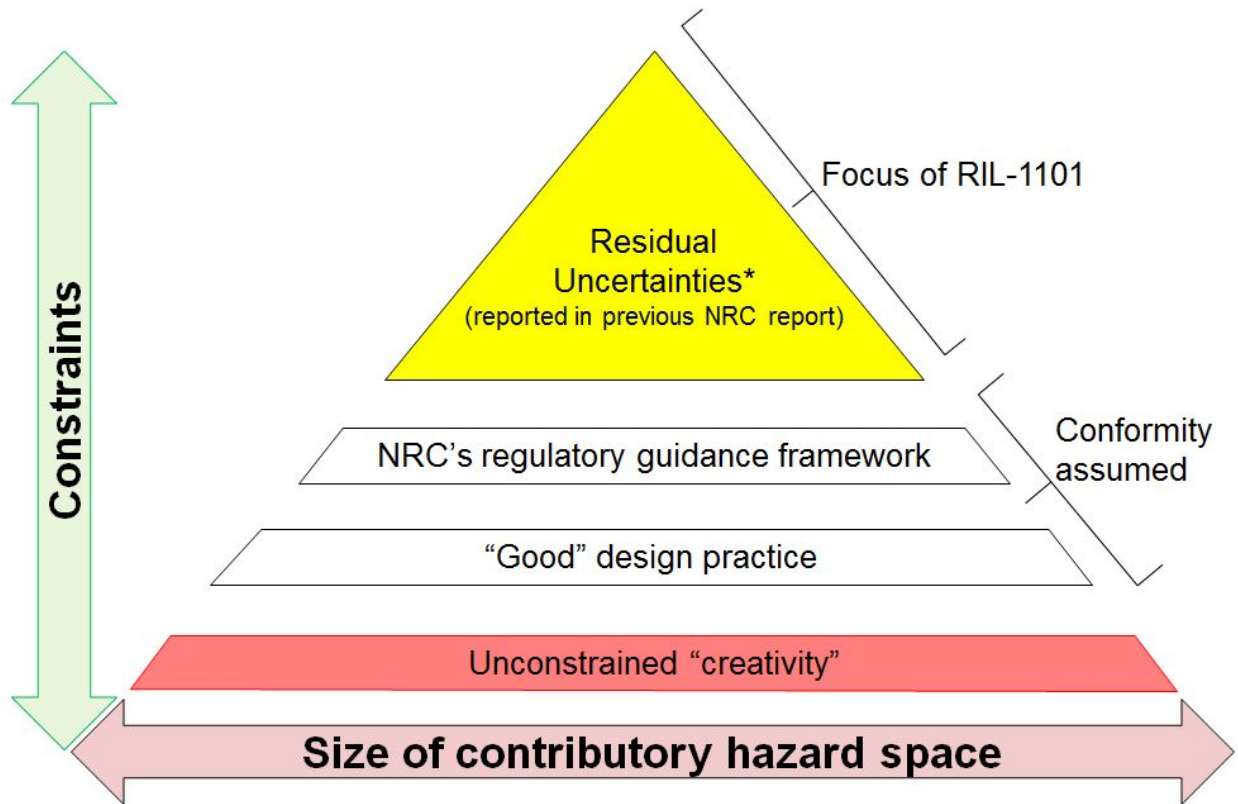 Constraints
Focus of RIL-1101
Residual
Uncertainties*
(reported in previous NRC report)
Conformity
assumed
NRC’s regulatory guidance framework
“Good” design practice
Unconstrained “creativity”
Size of contributory hazard space